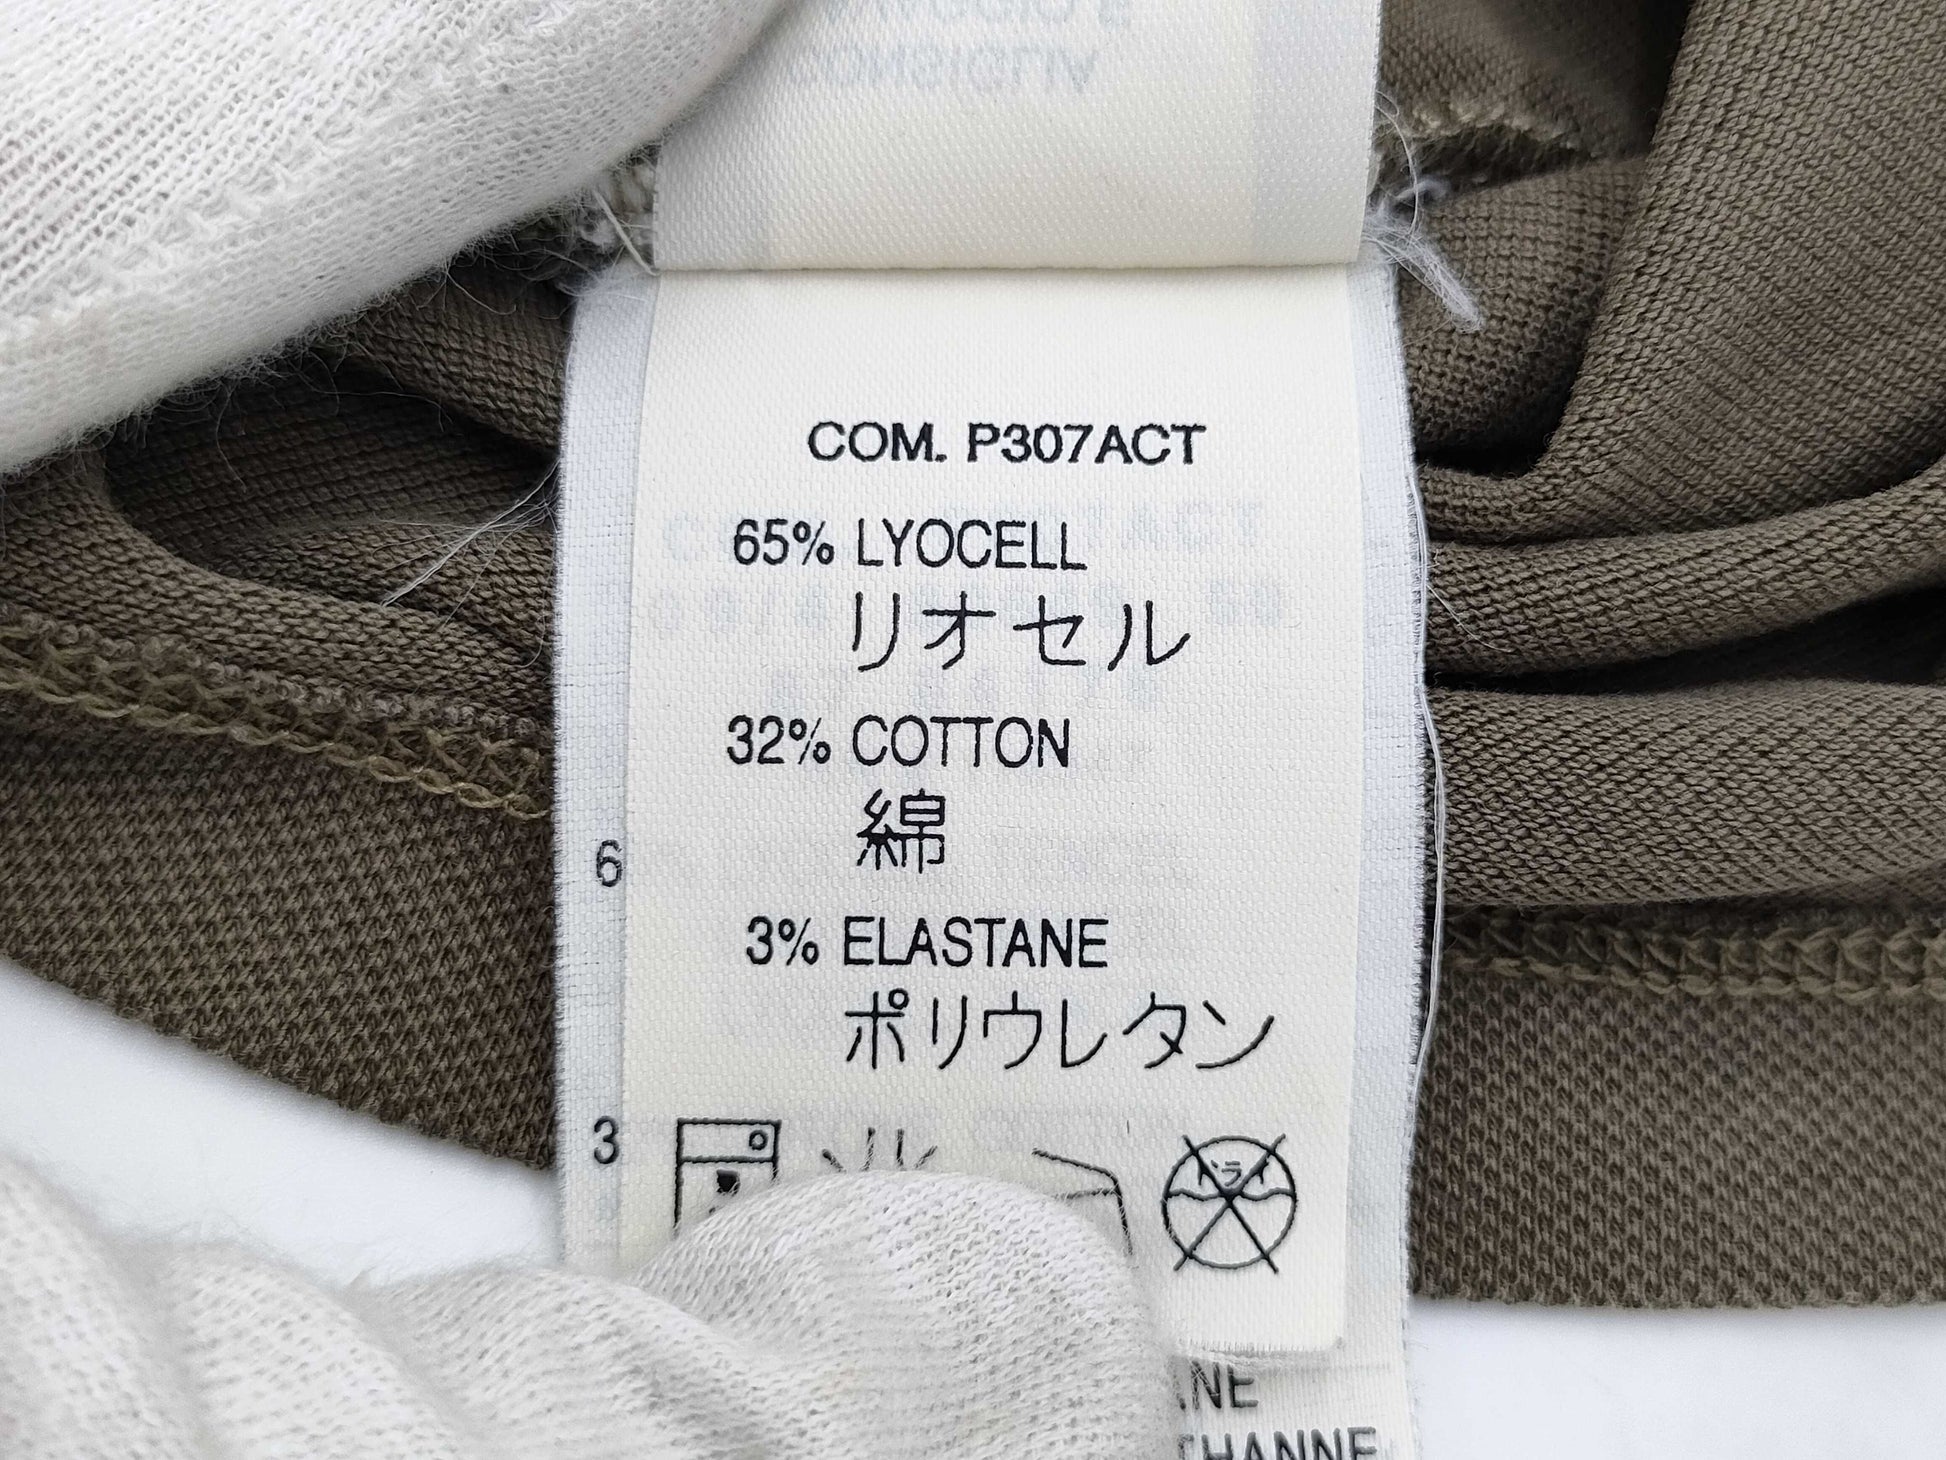 COM. P307ACT
65% LYOCELL
リオセル
32% COTTON
綿
6
3% ELASTANE
ポリウレタン
3
ドライ